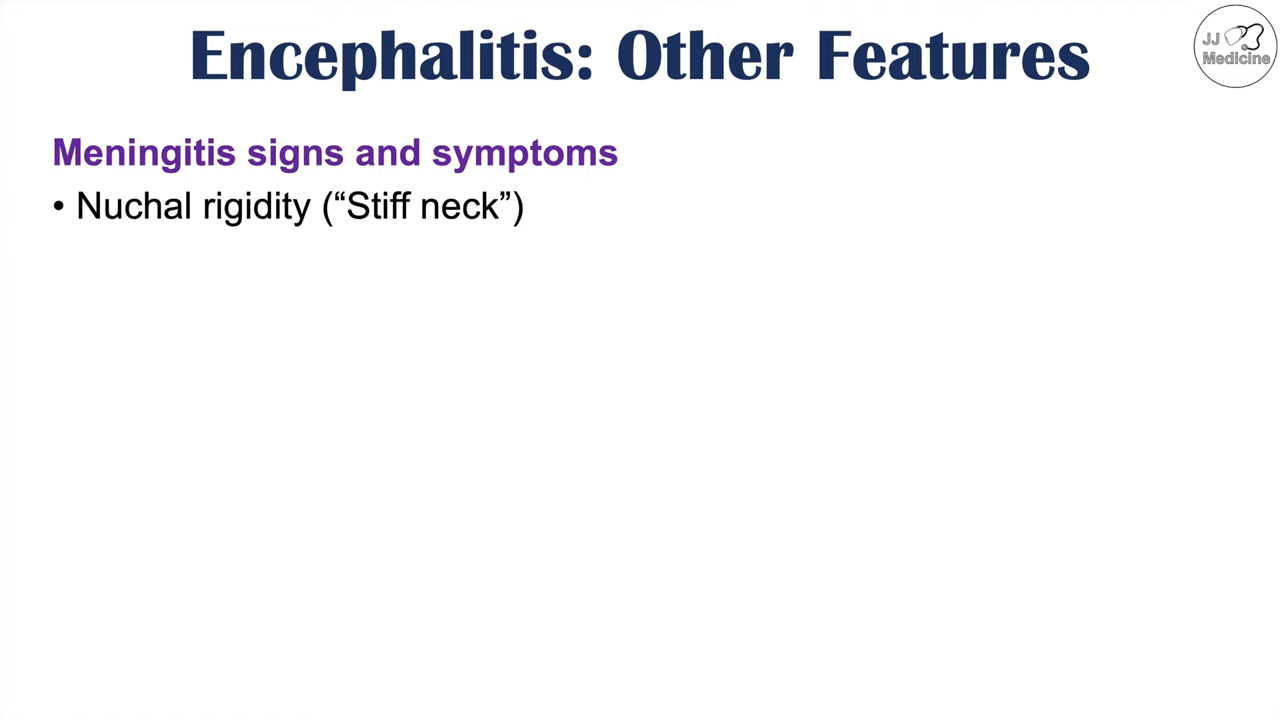 Encephalitis: Other Features
JJ
Medicine
Meningitis signs and symptoms
• Nuchal rigidity (“Stiff neck”)